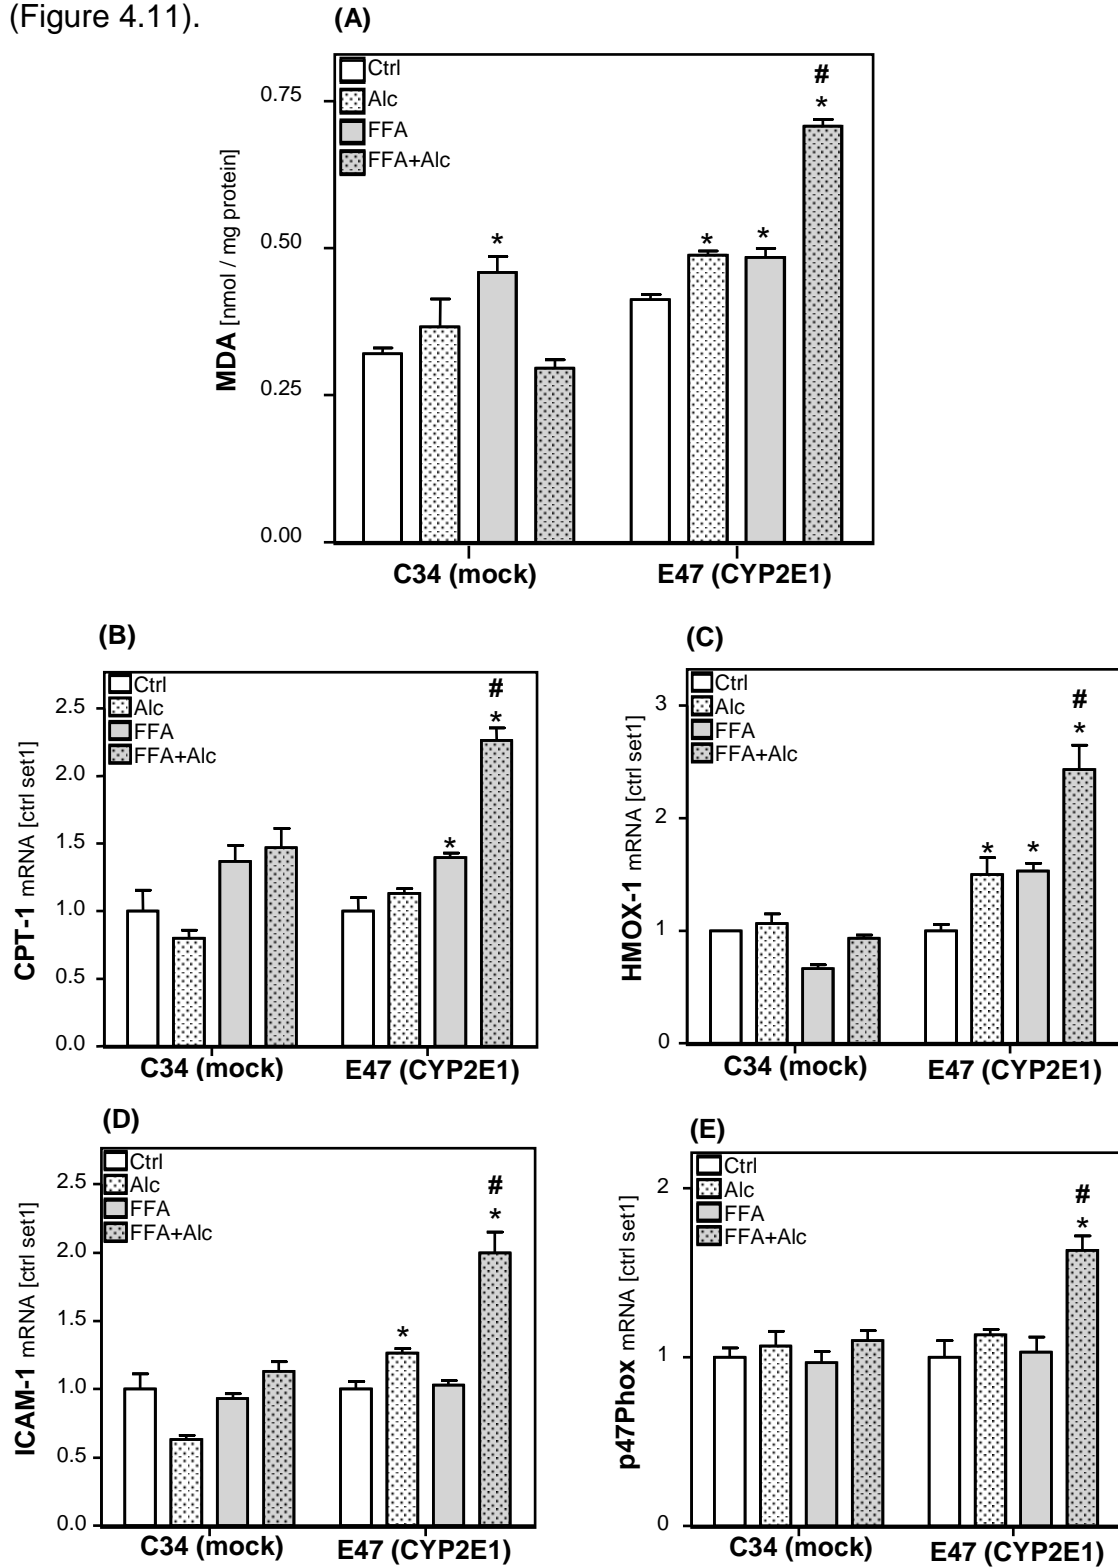 (Figure 4.11).
(A)
Ctrl
Alc
FFA
FFA+Alc
MDA [nmol / mg protein]
0.75
0.50
0.25
0.00
*
*
*
#
*
C34 (mock)
E47 (CYP2E1)
(B)
Ctrl
Alc
FFA
FFA+Alc
CPT-1 mRNA [ctrl set1]
2.5
2.0
1.5
1.0
0.5
0.0
*
#
*
C34 (mock)
E47 (CYP2E1)
(C)
Ctrl
Alc
FFA
FFA+Alc
HMOX-1 mRNA [ctrl set1]
3
2
1
0
*
*
#
*
C34 (mock)
E47 (CYP2E1)
(D)
Ctrl
Alc
FFA
FFA+Alc
ICAM-1 mRNA [ctrl set1]
2.5
2.0
1.5
1.0
0.5
0.0
*
#
*
C34 (mock)
E47 (CYP2E1)
(E)
Ctrl
Alc
FFA
FFA+Alc
p47Phox mRNA [ctrl set1]
2
1
0
#
*
C34 (mock)
E47 (CYP2E1)